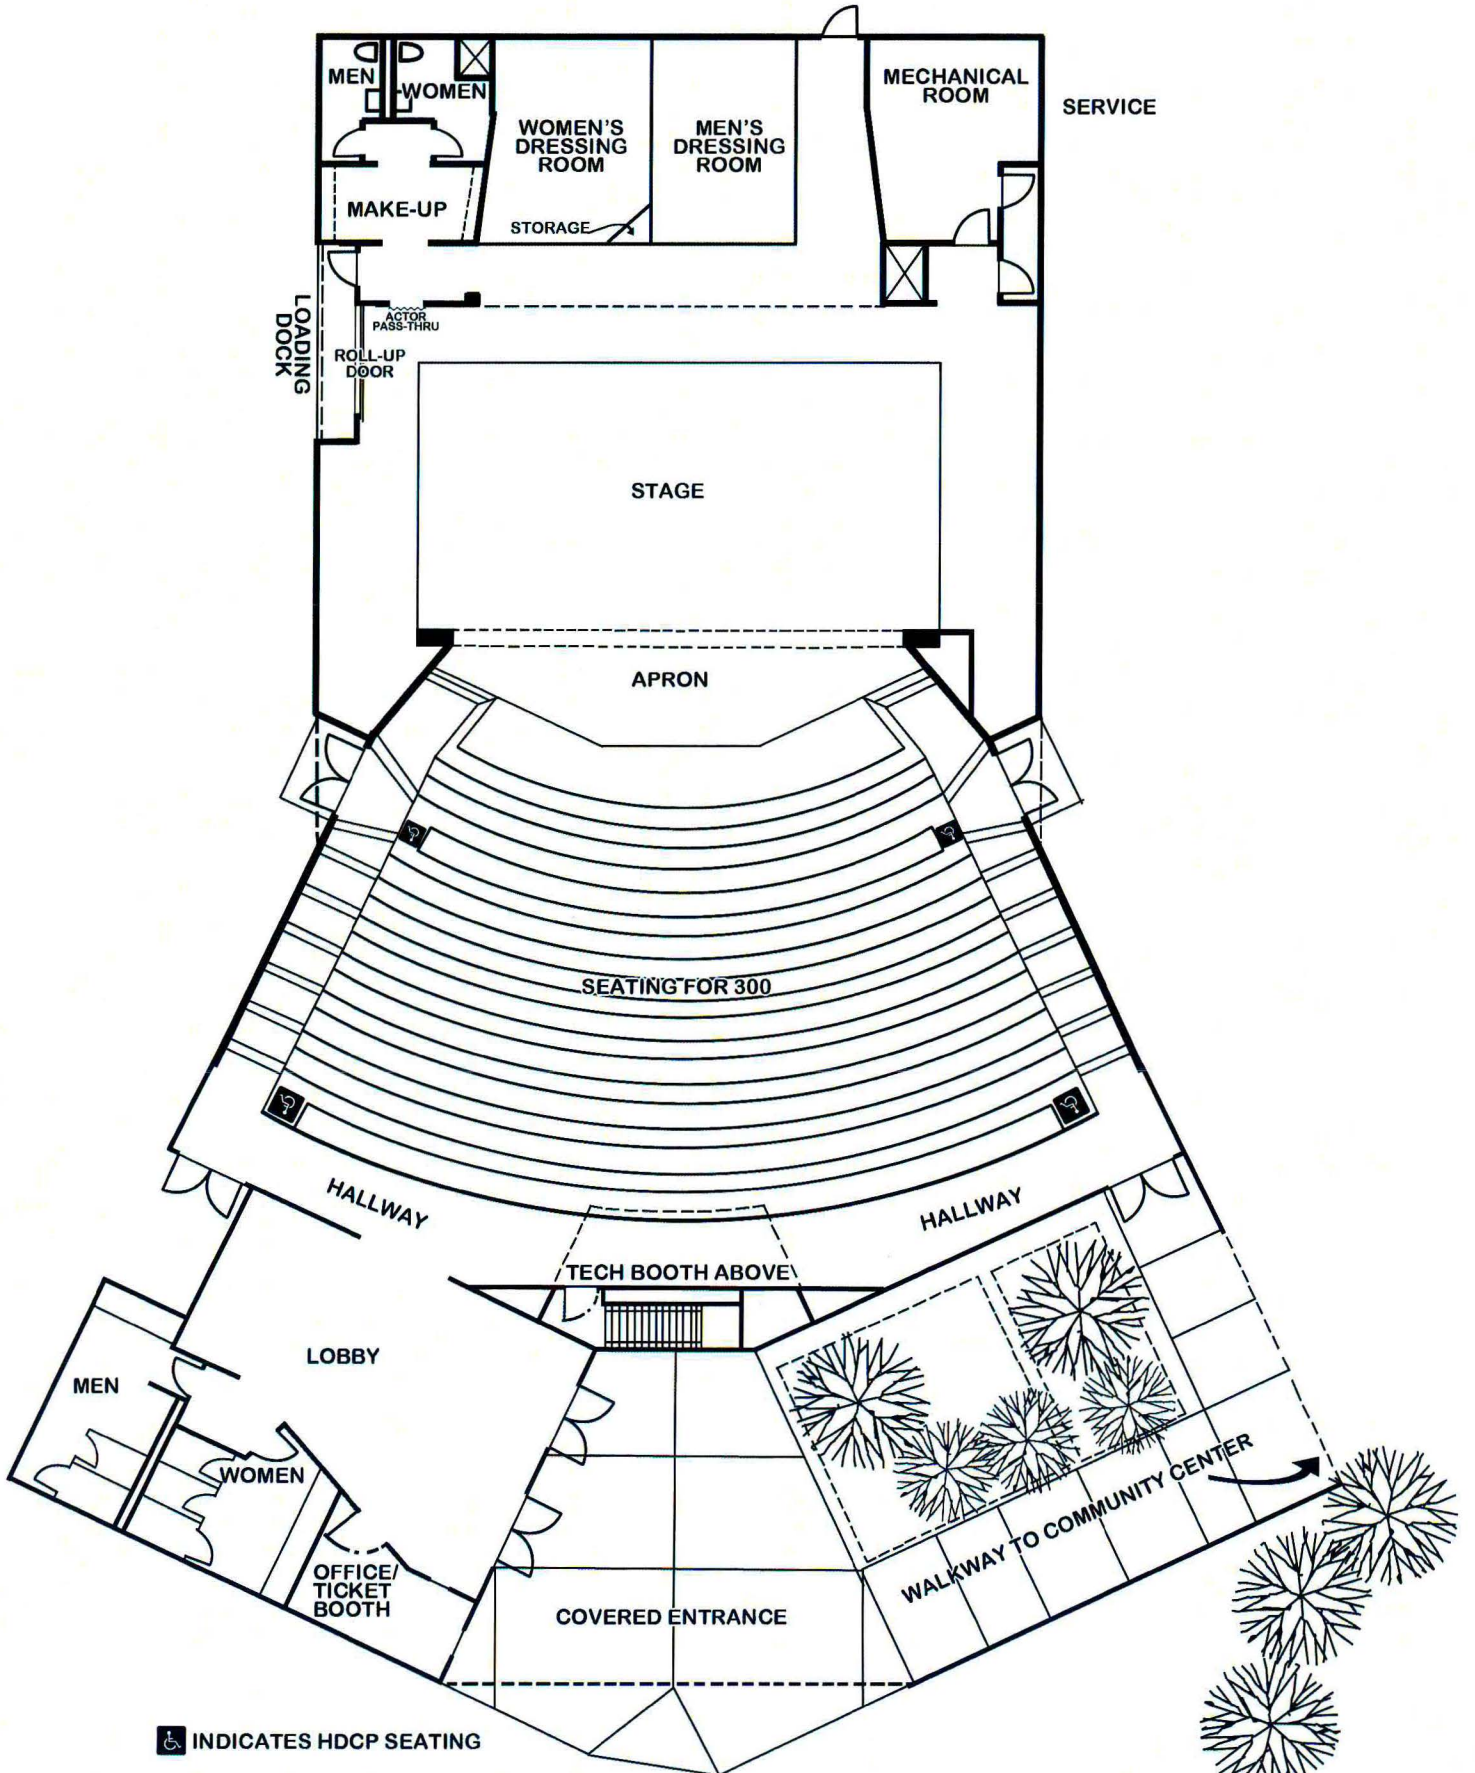 MEN
WOMEN
WOMEN'S
DRESSING
ROOM
MEN'S
DRESSING
ROOM
MECHANICAL
ROOM
SERVICE
MAKE-UP
STORAGE
LOADING
DOCK
ACTOR
PASS-THRU
ROLL-UP
DOOR
STAGE
APRON
SEATING FOR 300
HALLWAY
HALLWAY
TECH BOOTH ABOVE
LOBBY
MEN
WOMEN
OFFICE/
TICKET
BOOTH
COVERED ENTRANCE
WALKWAY TO COMMUNITY CENTER
INDICATES HDCP SEATING